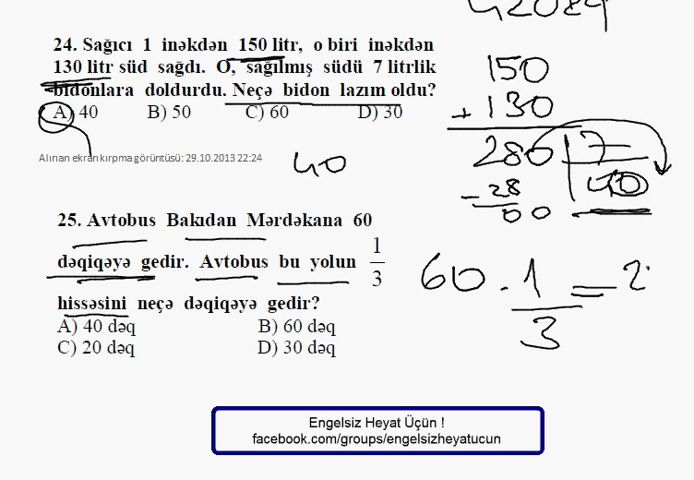 42029
24. Sağıcı 1 inəkdən 150 litr, o biri inəkdən
130 litr süd sağdı. O, sağılmış südü 7 litrlik
bidonlara doldurdu. Neçə bidon lazım oldu?
A) 40 B) 50 C) 60 D) 30
Alınan ekran kırpma görüntüsü: 29.10.2013 22:24
40
150
+ 130
280 7
- 28 40
00
25. Avtobus Bakıdan Mərdəkana 60
dəqiqəyə gedir. Avtobus bu yolun 1/3
hissəsini neçə dəqiqəyə gedir?
A) 40 dəq B) 60 dəq
C) 20 dəq D) 30 dəq
60 · 1/3 = 2
Engelsiz Heyat Üçün !
facebook.com/groups/engelsizheyatucun